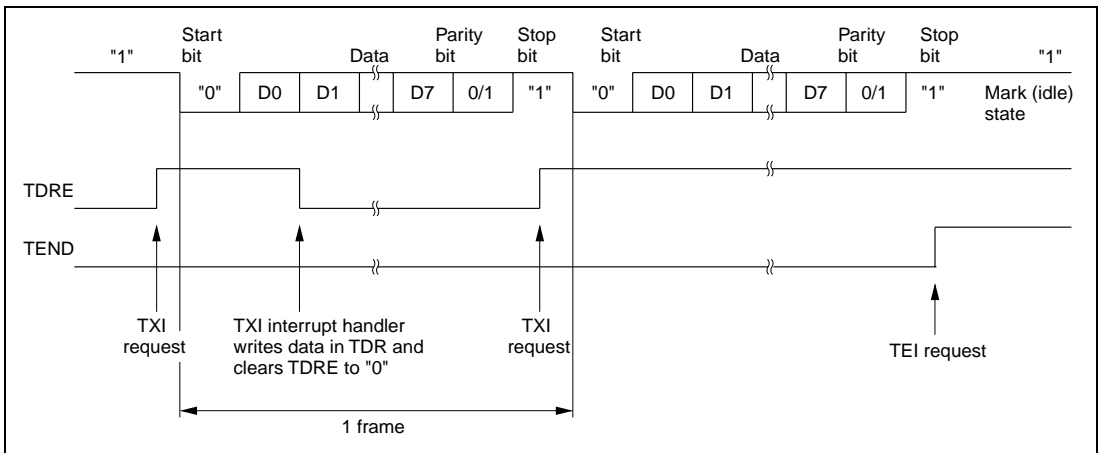 "1"
Start
bit
Data
Parity
bit
Stop
bit
Start
bit
Data
Parity
bit
Stop
bit
"1"
"0" D0 D1 D7 0/1 "1" "0" D0 D1 D7 0/1 "1" Mark (idle)
state
TDRE
TEND
TXI
request
TXI interrupt handler
writes data in TDR and
clears TDRE to "0"
TXI
request
TEI request
1 frame